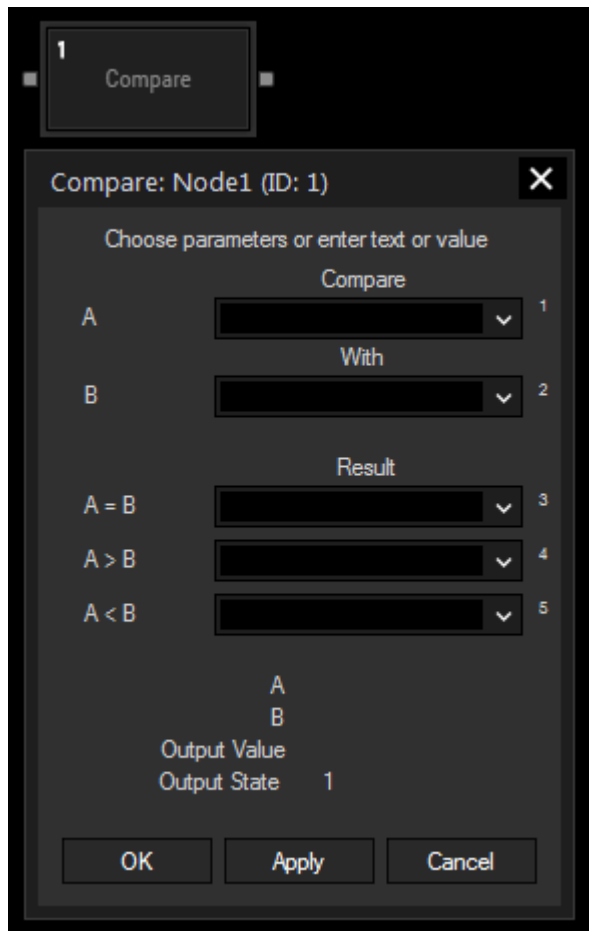 1
Compare
Compare: Node1 (ID: 1)
Choose parameters or enter text or value
Compare
A 1
With
B 2
Result
A = B 3
A > B 4
A < B 5
A
B
Output Value
Output State 1
OK Apply Cancel